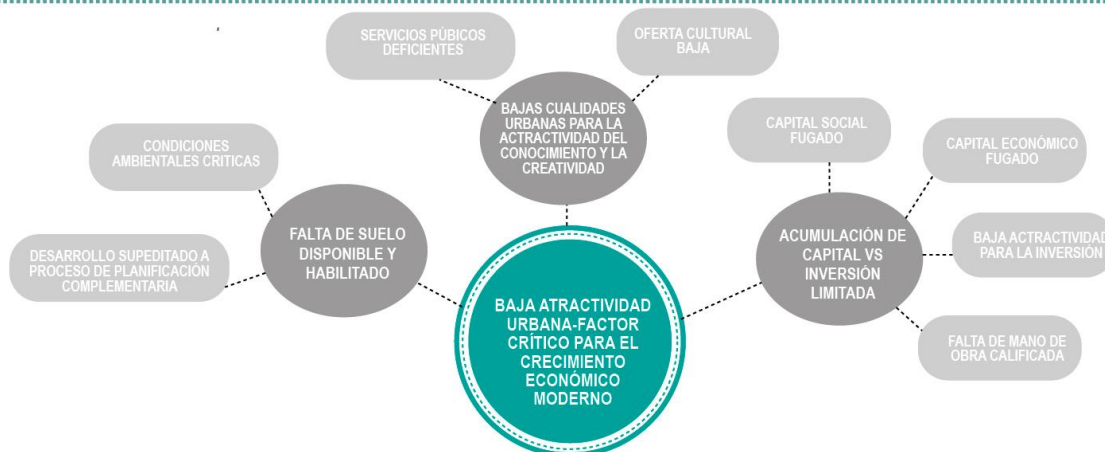 SERVICIOS PÚBICOS
DEFICIENTES
OFERTA CULTURAL
BAJA
BAJAS CUALIDADES
URBANAS PARA LA
ACTRACTIVIDAD DEL
CONOCIMIENTO Y LA
CREATIVIDAD
CONDICIONES
AMBIENTALES CRITICAS
DESARROLLO SUPEDITADO A
PROCESO DE PLANIFICACIÓN
COMPLEMENTARIA
FALTA DE SUELO
DISPONIBLE Y
HABILITADO
CAPITAL SOCIAL
FUGADO
CAPITAL ECONÓMICO
FUGADO
ACUMULACIÓN DE
CAPITAL VS
INVERSIÓN
LIMITADA
BAJA ACTRACTIVIDAD
PARA LA INVERSIÓN
FALTA DE MANO DE
OBRA CALIFICADA
BAJA ATRACTIVIDAD
URBANA-FACTOR
CRÍTICO PARA EL
CRECIMIENTO
ECONÓMICO
MODERNO